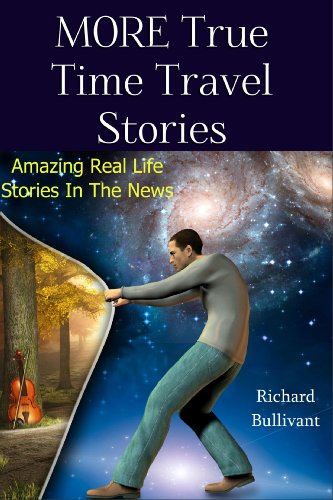 MORE True
Time Travel
Stories
Amazing Real Life
Stories In The News
Richard
Bullivant